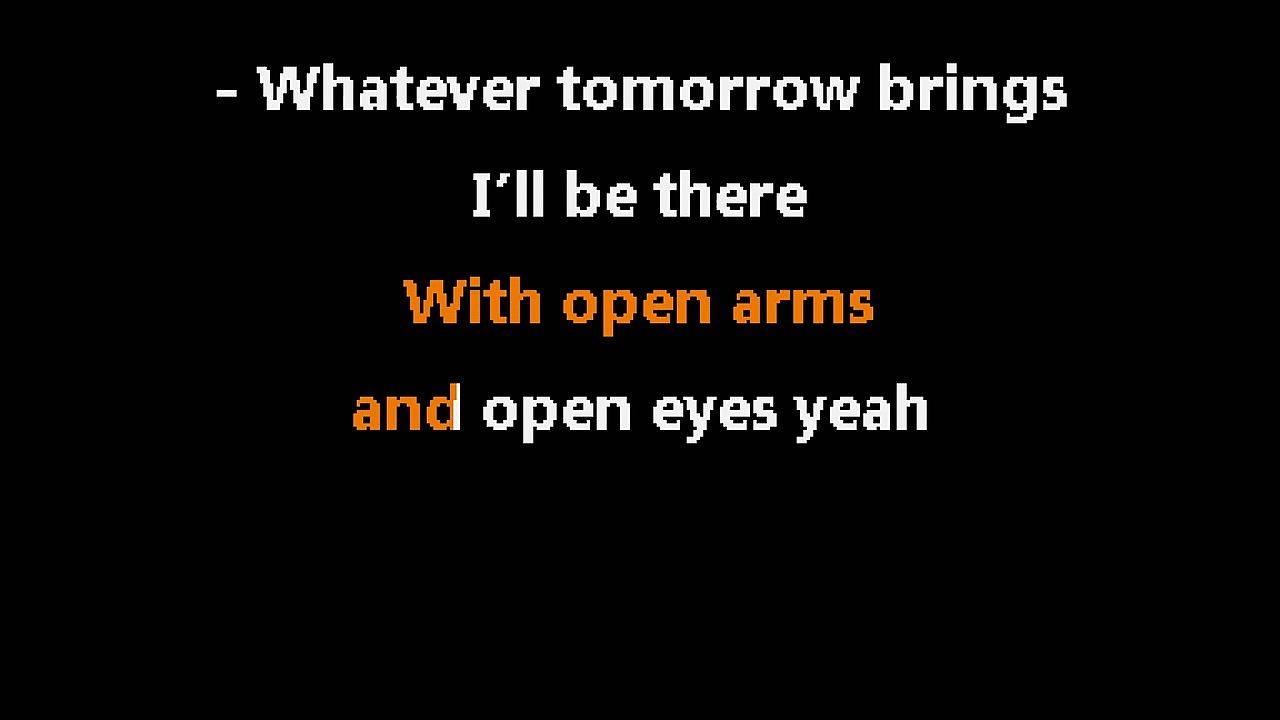 - Whatever tomorrow brings
I'll be there
With open arms
and open eyes yeah